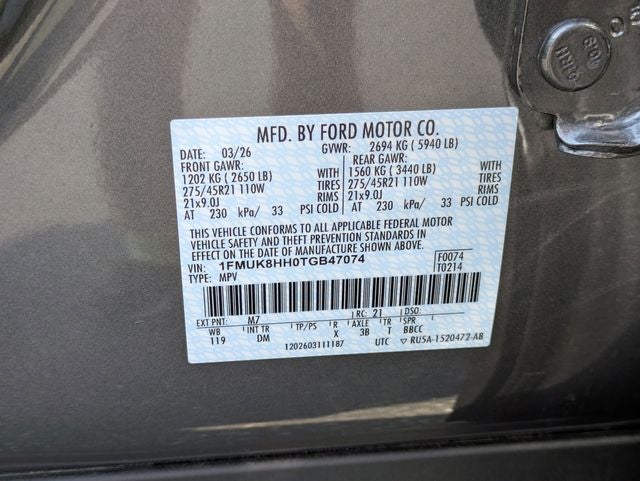 MFD. BY FORD MOTOR CO.
DATE: 03/26 GVWR: 2694 KG ( 5940 LB)
FRONT GAWR: REAR GAWR:
1202 KG ( 2650 LB) WITH 1560 KG ( 3440 LB) WITH
275/45R21 110W TIRES 275/45R21 110W TIRES
21x9.0J RIMS 21x9.0J RIMS
AT 230 kPa/ 33 PSI COLD AT 230 kPa/ 33 PSI COLD
THIS VEHICLE CONFORMS TO ALL APPLICABLE FEDERAL MOTOR
VEHICLE SAFETY AND THEFT PREVENTION STANDARDS IN
EFFECT ON THE DATE OF MANUFACTURE SHOWN ABOVE.
VIN: 1FMUK8HH0TGB47074 F0074
TYPE: MPV T0214
EXT PNT: M7 RC: 21 DSO:
WB INT TR TP/PS R AXLE TR SPR
119 DM X 3B T BBCC
1202603111187 UTC ▽ RU5A-1520472-AB